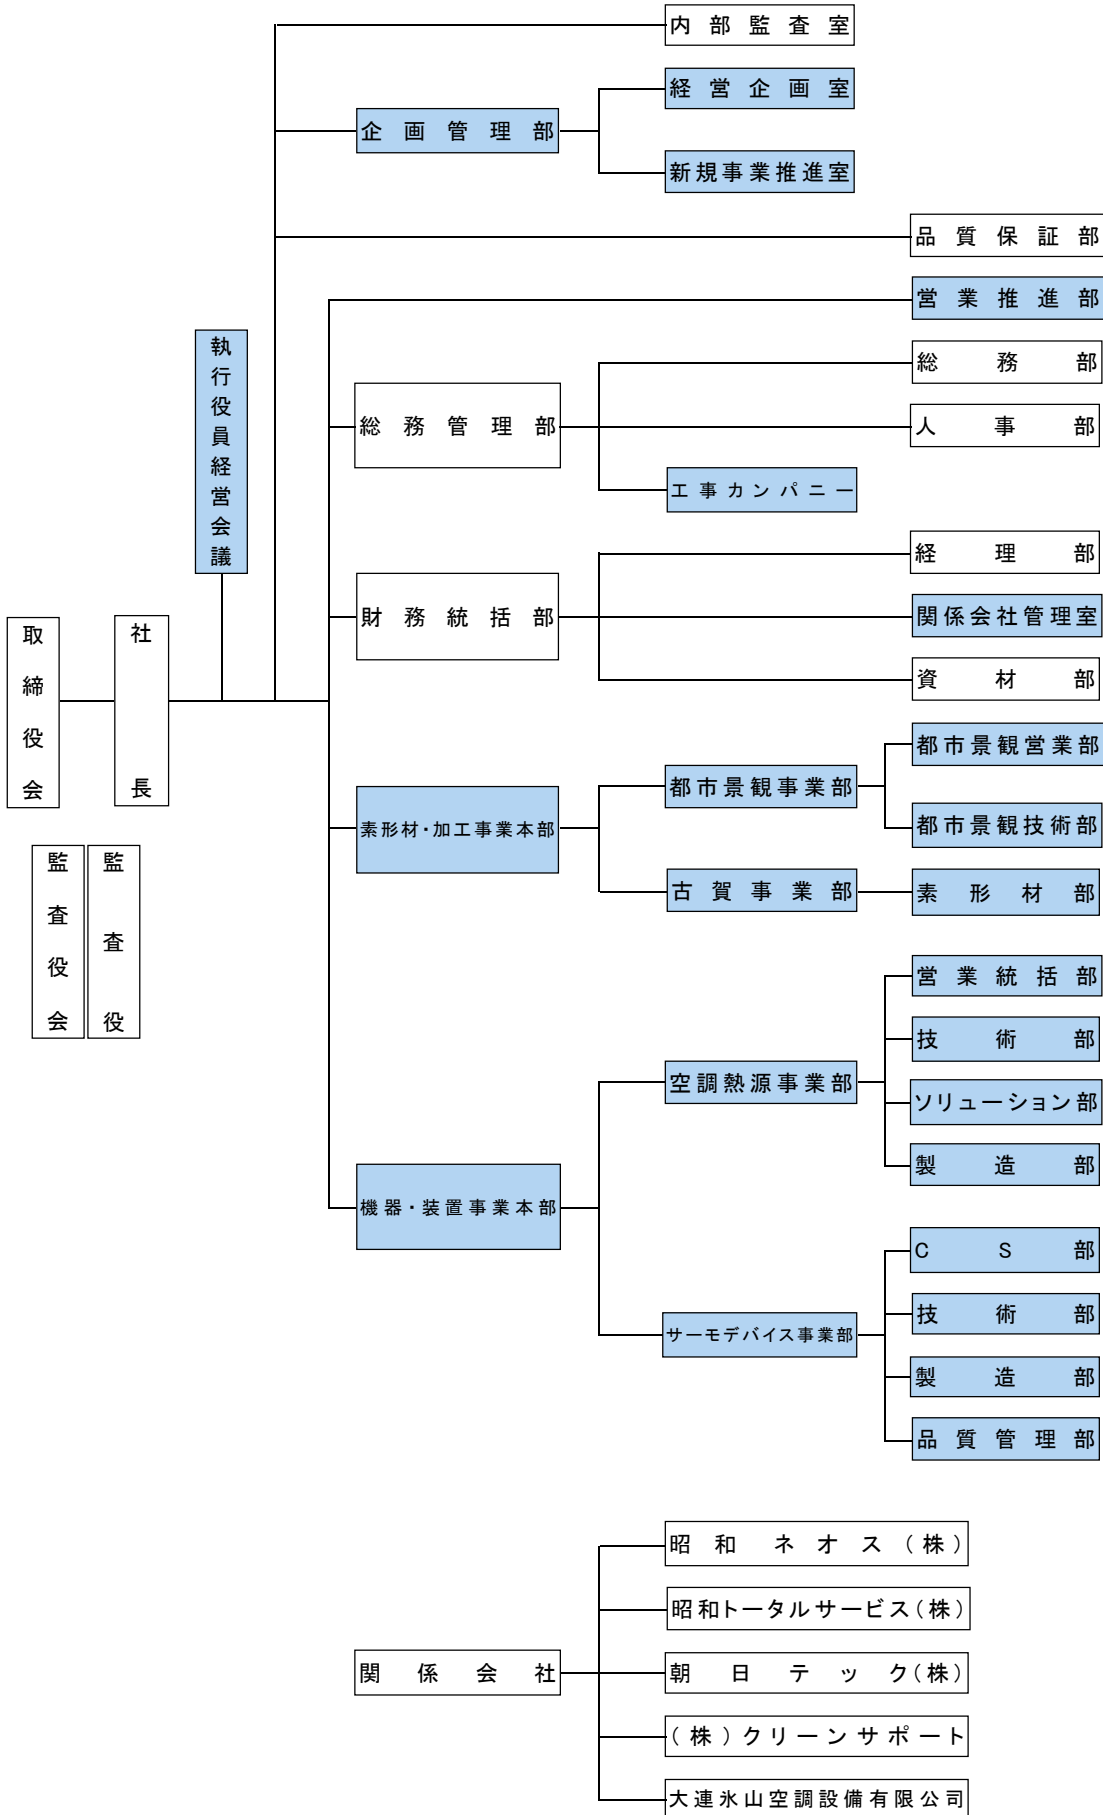 内部監査室
経営企画室
企画管理部
新規事業推進室
品質保証部
営業推進部
執行役員経営会議
総務部
総務管理部
人事部
工事カンパニー
経理部
財務統括部
関係会社管理室
資材部
取締役会
社長
都市景観営業部
都市景観事業部
素形材・加工事業本部
都市景観技術部
古賀事業部
素形材部
監査役会
監査役
営業統括部
技術部
空調熱源事業部
ソリューション部
製造部
機器・装置事業本部
CS部
技術部
サーモデバイス事業部
製造部
品質管理部
昭和ネオス(株)
昭和トータルサービス(株)
関係会社
朝日テック(株)
(株)クリーンサポート
大連氷山空調設備有限公司